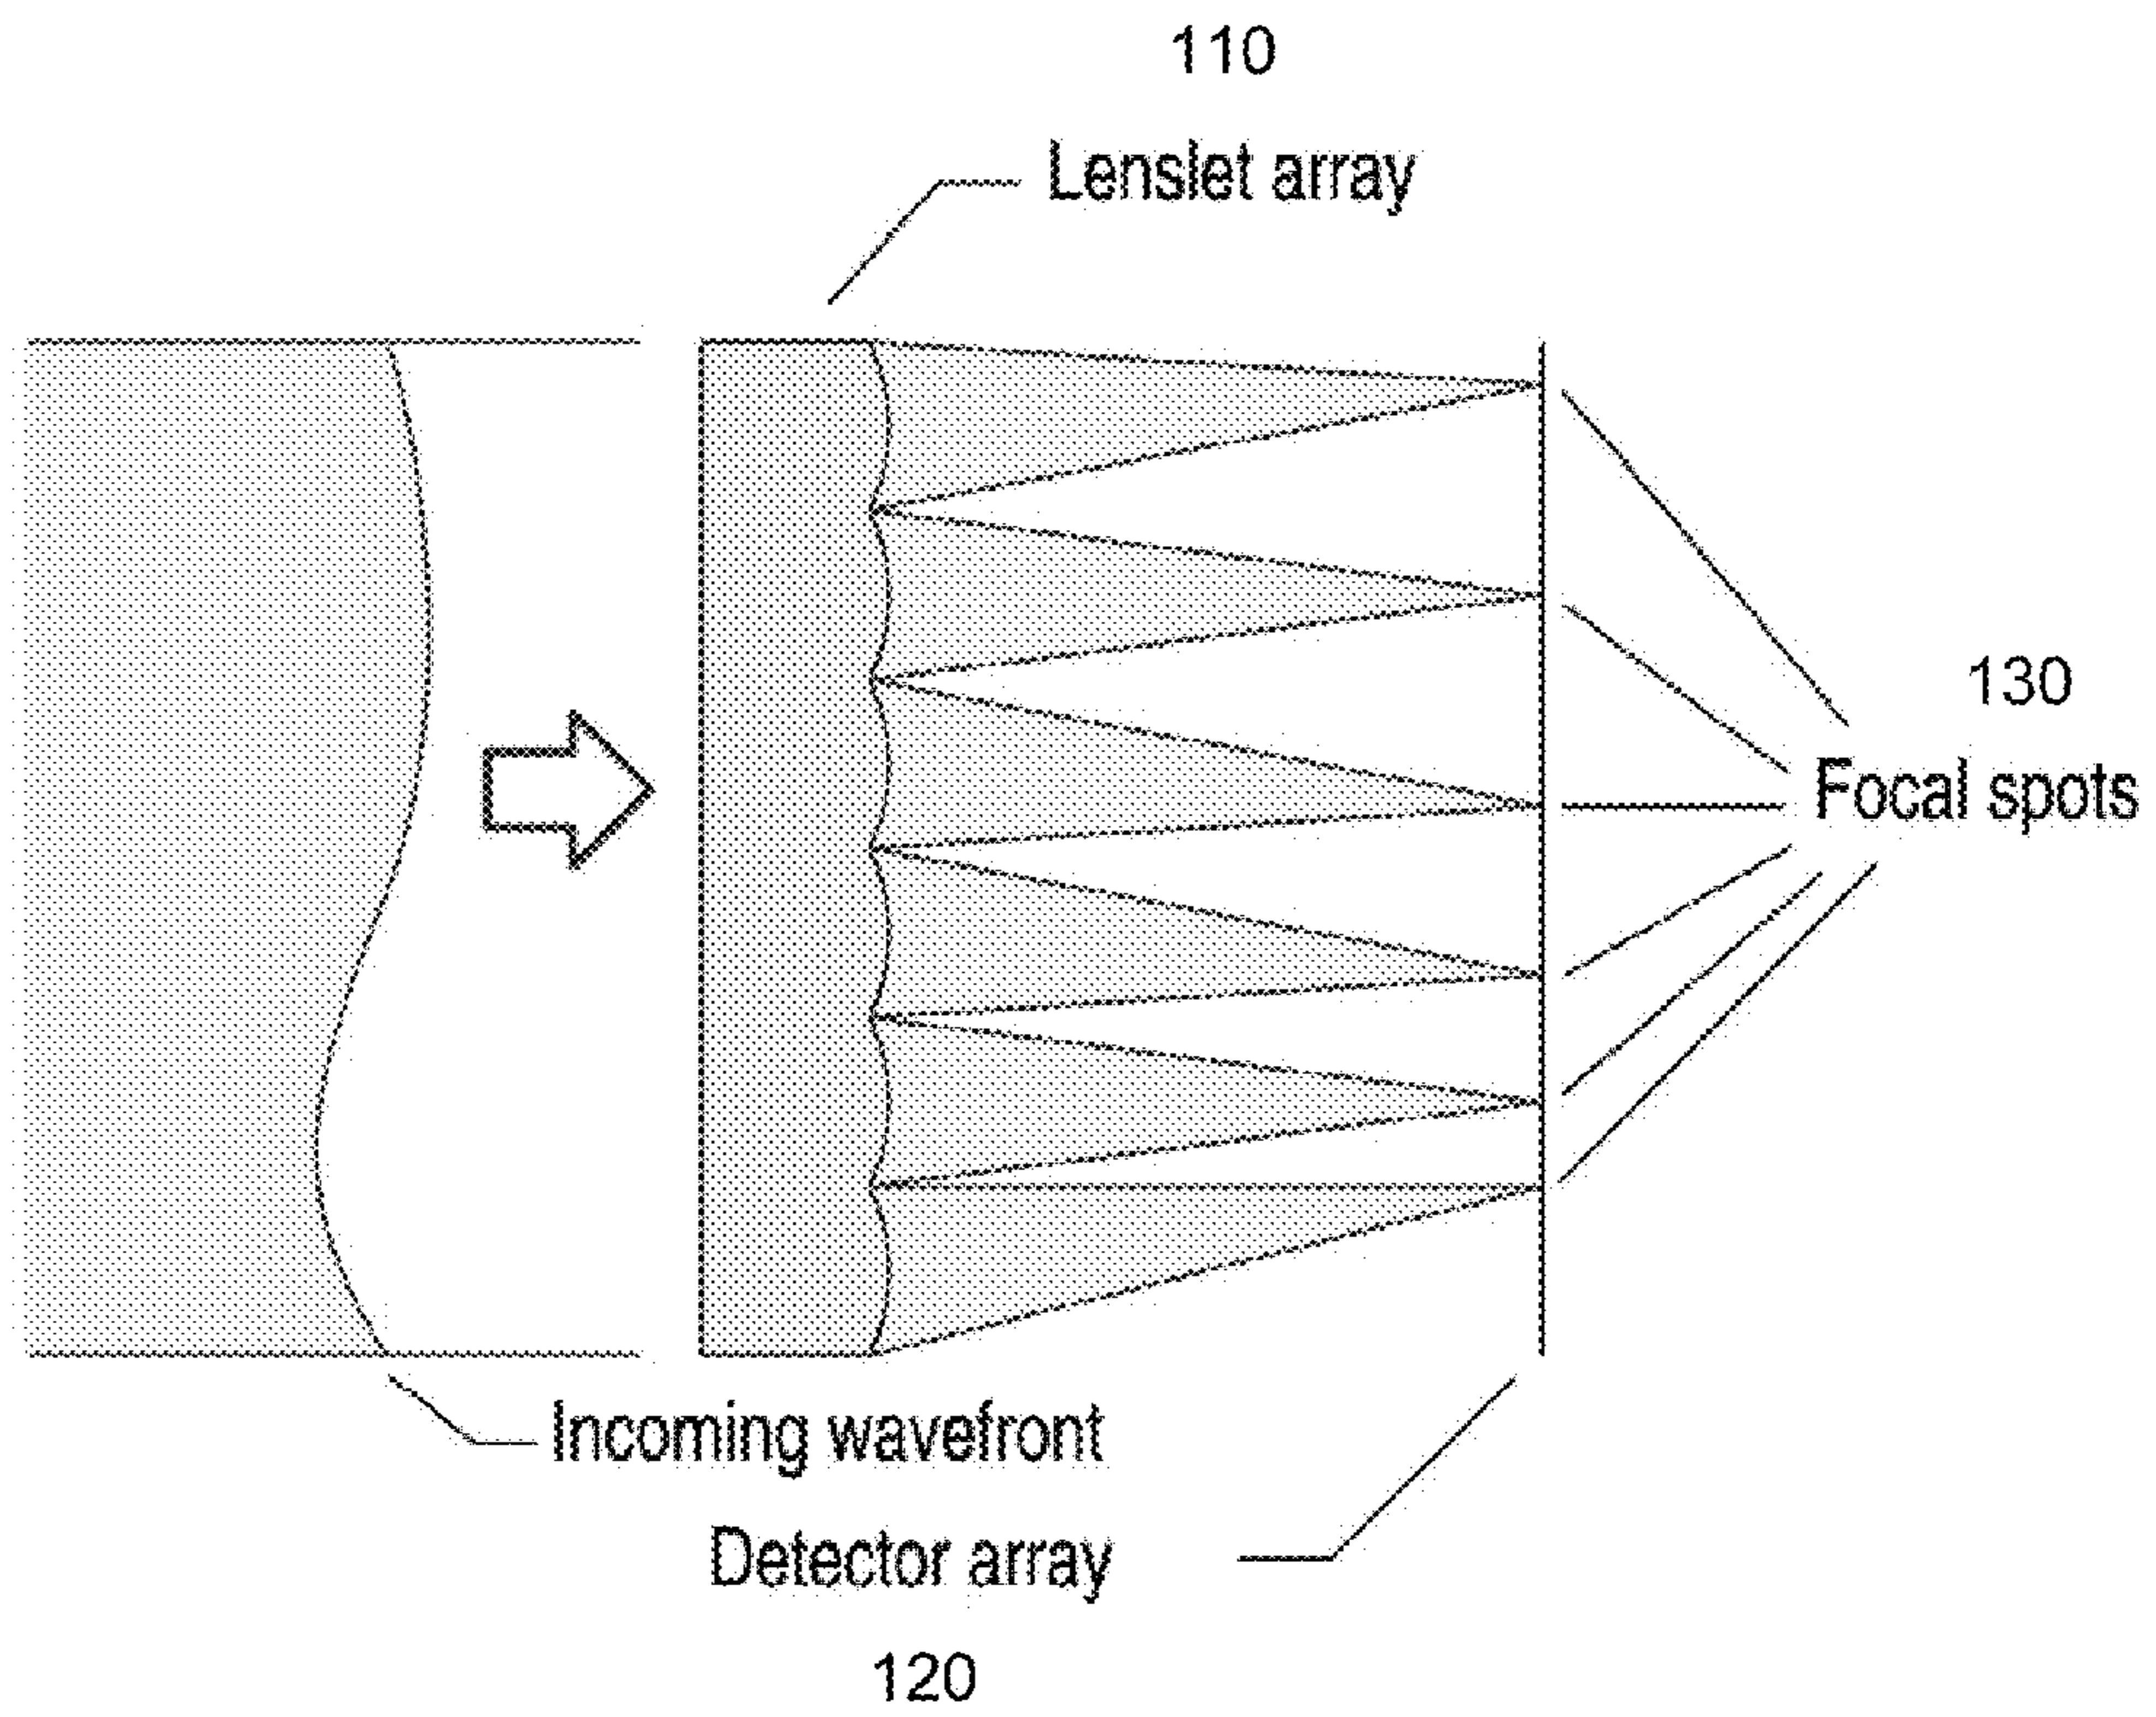 110
Lenslet array
130
Focal spots
Incoming wavefront
Detector array
120